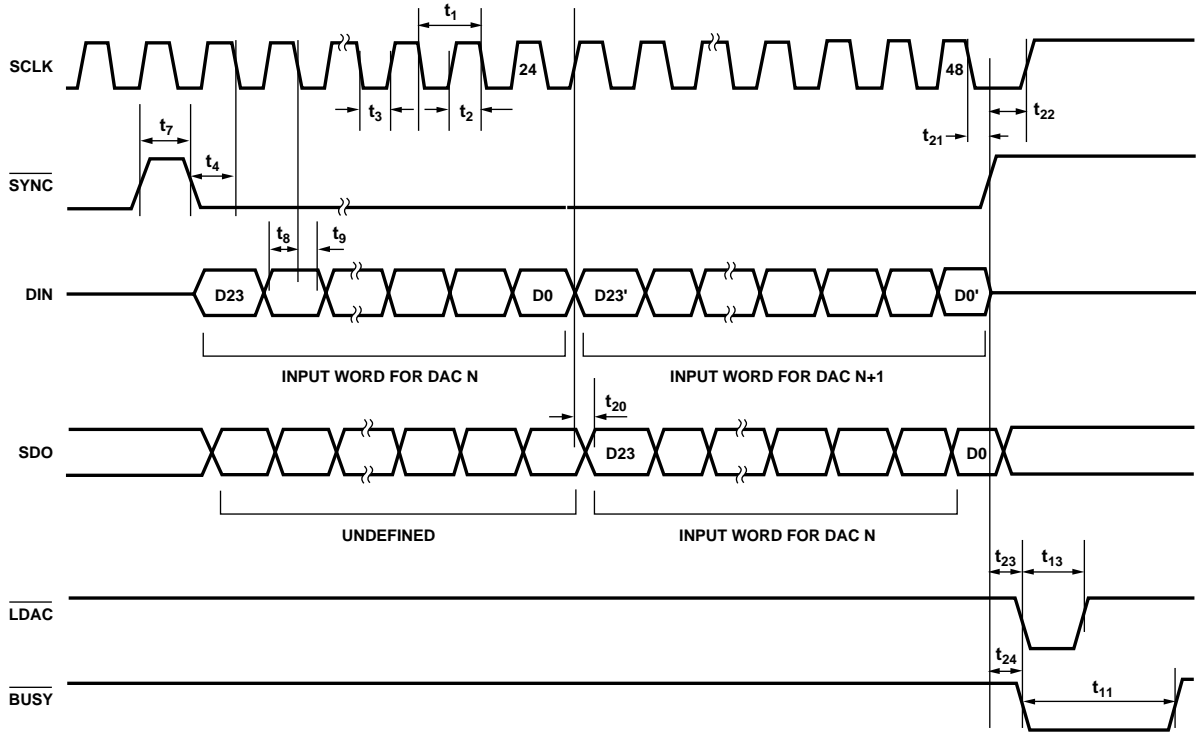 t1
SCLK
24
48
t3
t2
t22
t21
t7
t4
SYNC
t8
t9
DIN
D23
D0
D23'
D0'
INPUT WORD FOR DAC N
INPUT WORD FOR DAC N+1
t20
SDO
D23
D0
UNDEFINED
INPUT WORD FOR DAC N
t23
t13
LDAC
t24
t11
BUSY